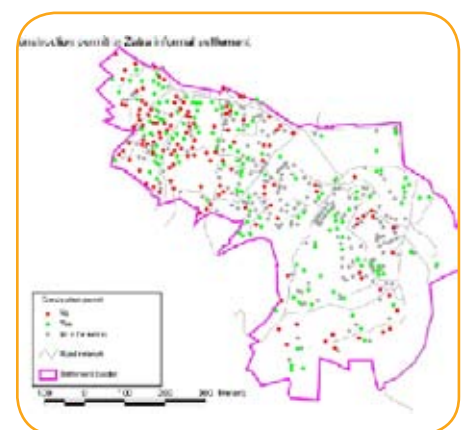 Construction permit in Zafra informal settlement
Construction permit
No
Yes
Road network
Settlement border
100 0 100 200 300 Meters